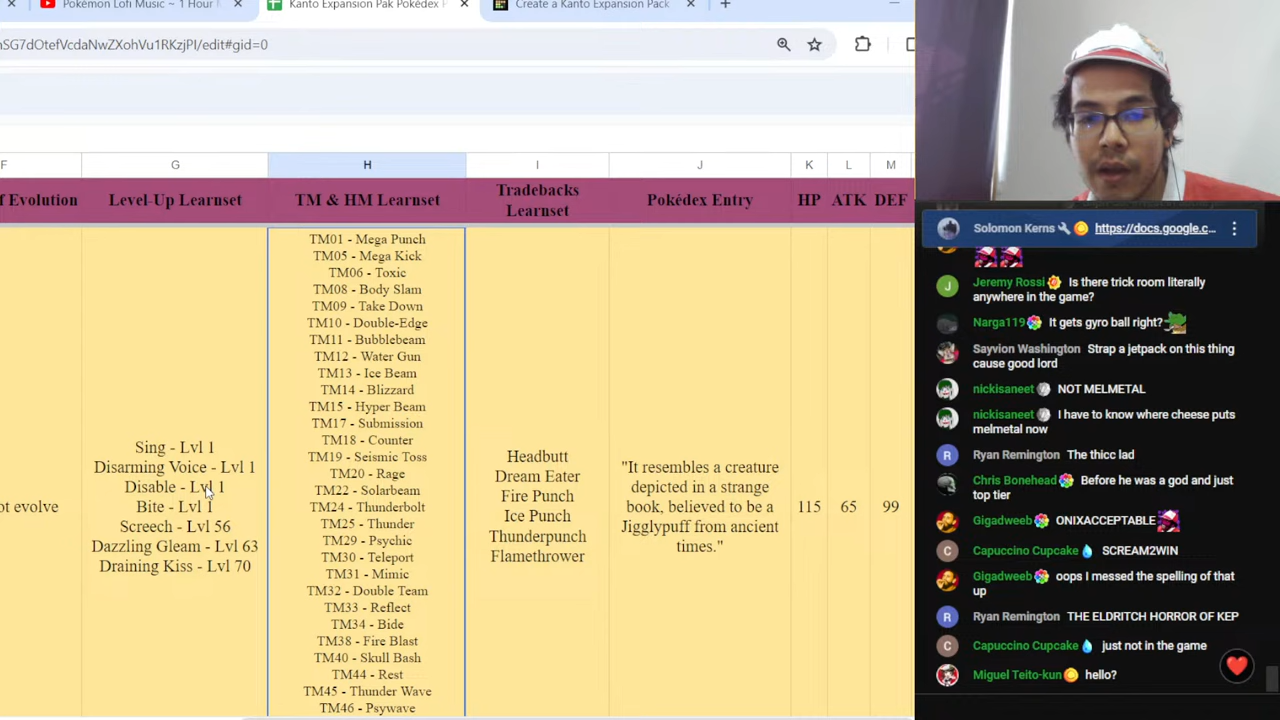 Pokémon Lofi Music ~ 1 Hour
Kanto Expansion Pak Pokédex
Create a Kanto Expansion Pack
nSG7dOtefVcdaNwZXohVu1RKzjPI/edit#gid=0
F
G
H
I
J
K
L
M
f Evolution
Level-Up Learnset
TM & HM Learnset
Tradebacks
Learnset
Pokédex Entry
HP
ATK
DEF
ot evolve
Sing - Lvl 1
Disarming Voice - Lvl 1
Disable - Lvl 1
Bite - Lvl 1
Screech - Lvl 56
Dazzling Gleam - Lvl 63
Draining Kiss - Lvl 70
TM01 - Mega Punch
TM05 - Mega Kick
TM06 - Toxic
TM08 - Body Slam
TM09 - Take Down
TM10 - Double-Edge
TM11 - Bubblebeam
TM12 - Water Gun
TM13 - Ice Beam
TM14 - Blizzard
TM15 - Hyper Beam
TM17 - Submission
TM18 - Counter
TM19 - Seismic Toss
TM20 - Rage
TM22 - Solarbeam
TM24 - Thunderbolt
TM25 - Thunder
TM29 - Psychic
TM30 - Teleport
TM31 - Mimic
TM32 - Double Team
TM33 - Reflect
TM34 - Bide
TM38 - Fire Blast
TM40 - Skull Bash
TM44 - Rest
TM45 - Thunder Wave
TM46 - Psywave
Headbutt
Dream Eater
Fire Punch
Ice Punch
Thunderpunch
Flamethrower
"It resembles a creature
depicted in a strange
book, believed to be a
Jigglypuff from ancient
times."
115
65
99
Solomon Kerns https://docs.google.c...
Jeremy Rossi Is there trick room literally
anywhere in the game?
Narga119 It gets gyro ball right?
Sayvion Washington Strap a jetpack on this thing
cause good lord
nickisaneet NOT MELMETAL
nickisaneet I have to know where cheese puts
melmetal now
Ryan Remington The thicc lad
Chris Bonehead Before he was a god and just
top tier
Gigadweeb ONIXACCEPTABLE
Capuccino Cupcake SCREAM2WIN
Gigadweeb oops I messed the spelling of that
up
Ryan Remington THE ELDRITCH HORROR OF KEP
Capuccino Cupcake just not in the game
Miguel Teito-kun hello?